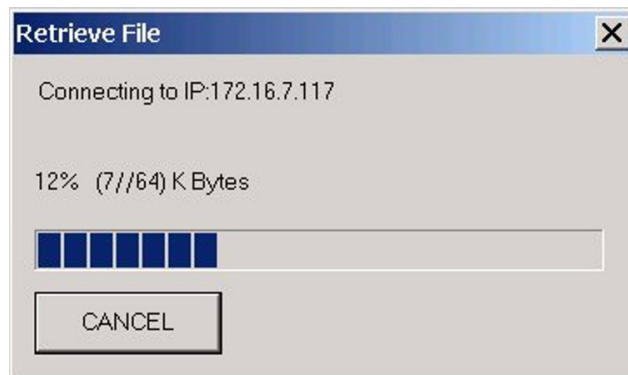 Retrieve File
Connecting to IP:172.16.7.117
12% (7//64) K Bytes
CANCEL